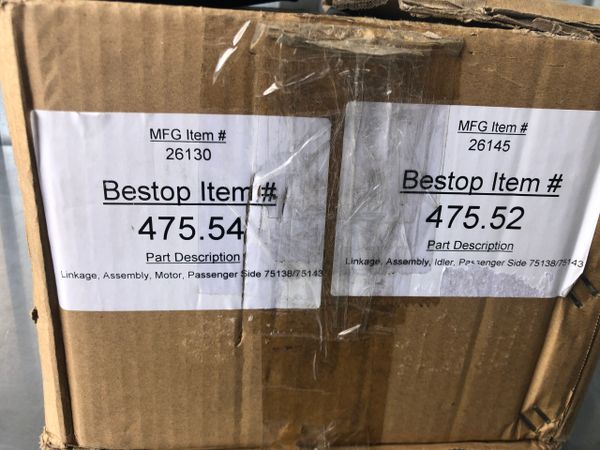 MFG Item #
26130
Bestop Item #
475.54
Part Description
Linkage, Assembly, Motor, Passenger Side 75138/75143
MFG Item #
26145
Bestop Item #
475.52
Part Description
Linkage, Assembly, Idler, Passenger Side 75138/75143